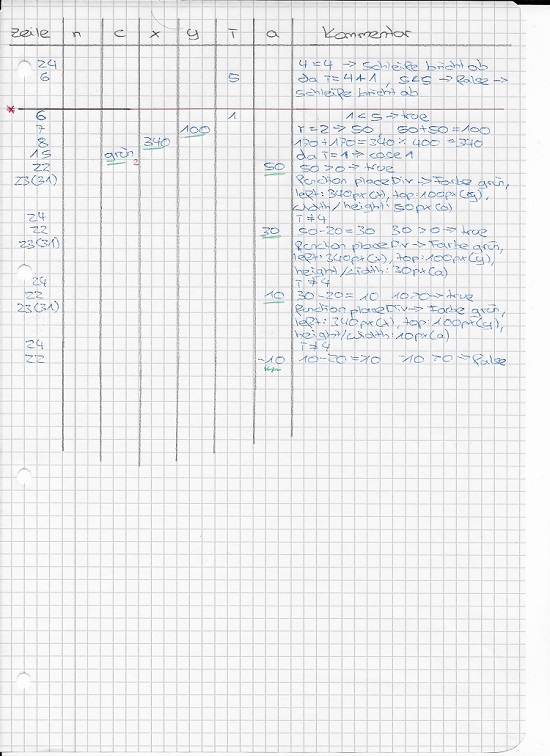 Zeile n c x y i a Kommentar
24 4=4 -> Schleife bricht ab
6 5 da i=4+1, 5<5 -> false ->
schleife bricht ab
* 6 1 1<5 -> true
7 100 r=2 -> 50, 50+50=100
8 340 170+170=340 % 400 = 340
15 grün 2 da i=1 -> case 1
22 50 50>0 -> true
23(31) Function placeDiv -> Farbe grün,
left: 340px(x), top: 100px(y),
width/height: 50px(a)
24 i≠4
22 30 50-20=30 30>0 -> true
23(31) Function placeDiv -> Farbe grün,
left: 340px(x), top: 100px(y),
height/width: 30px(a)
24 i≠4
22 10 30-20=10 10>0 -> true
23(31) function placeDiv -> Farbe grün,
left: 340px(x), top: 100px(y),
height/width: 10px(a)
24 i≠4
22 -10 10-20=-10 -10>0 -> false